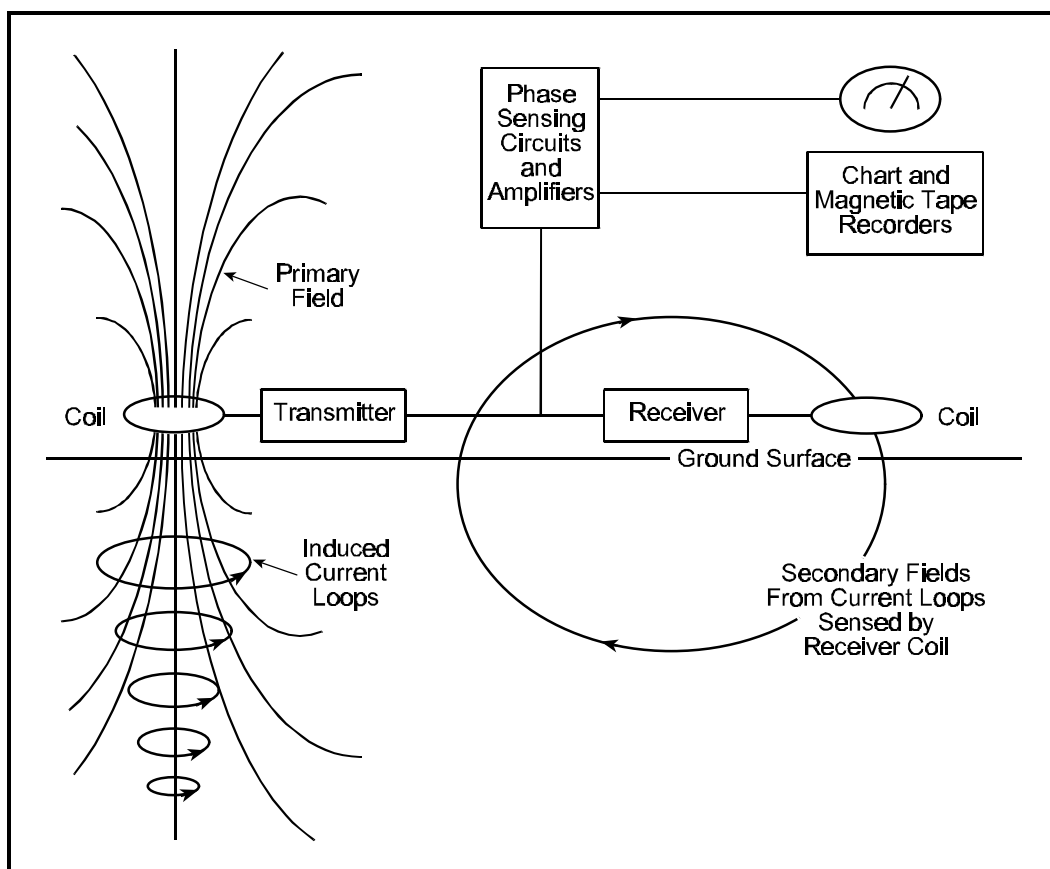 Phase
Sensing
Circuits
and
Amplifiers
Chart and
Magnetic Tape
Recorders
Primary
Field
Coil
Transmitter
Receiver
Coil
Ground Surface
Induced
Current
Loops
Secondary Fields
From Current Loops
Sensed by
Receiver Coil